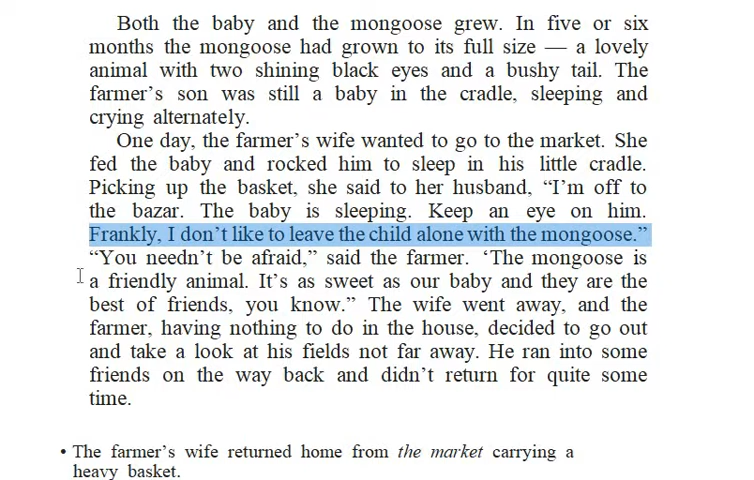 Both the baby and the mongoose grew. In five or six
months the mongoose had grown to its full size — a lovely
animal with two shining black eyes and a bushy tail. The
farmer’s son was still a baby in the cradle, sleeping and
crying alternately.
One day, the farmer’s wife wanted to go to the market. She
fed the baby and rocked him to sleep in his little cradle.
Picking up the basket, she said to her husband, “I’m off to
the bazar. The baby is sleeping. Keep an eye on him.
Frankly, I don’t like to leave the child alone with the mongoose.”
“You needn’t be afraid,” said the farmer. ‘The mongoose is
a friendly animal. It’s as sweet as our baby and they are the
best of friends, you know.” The wife went away, and the
farmer, having nothing to do in the house, decided to go out
and take a look at his fields not far away. He ran into some
friends on the way back and didn’t return for quite some
time.
• The farmer’s wife returned home from the market carrying a
heavy basket.